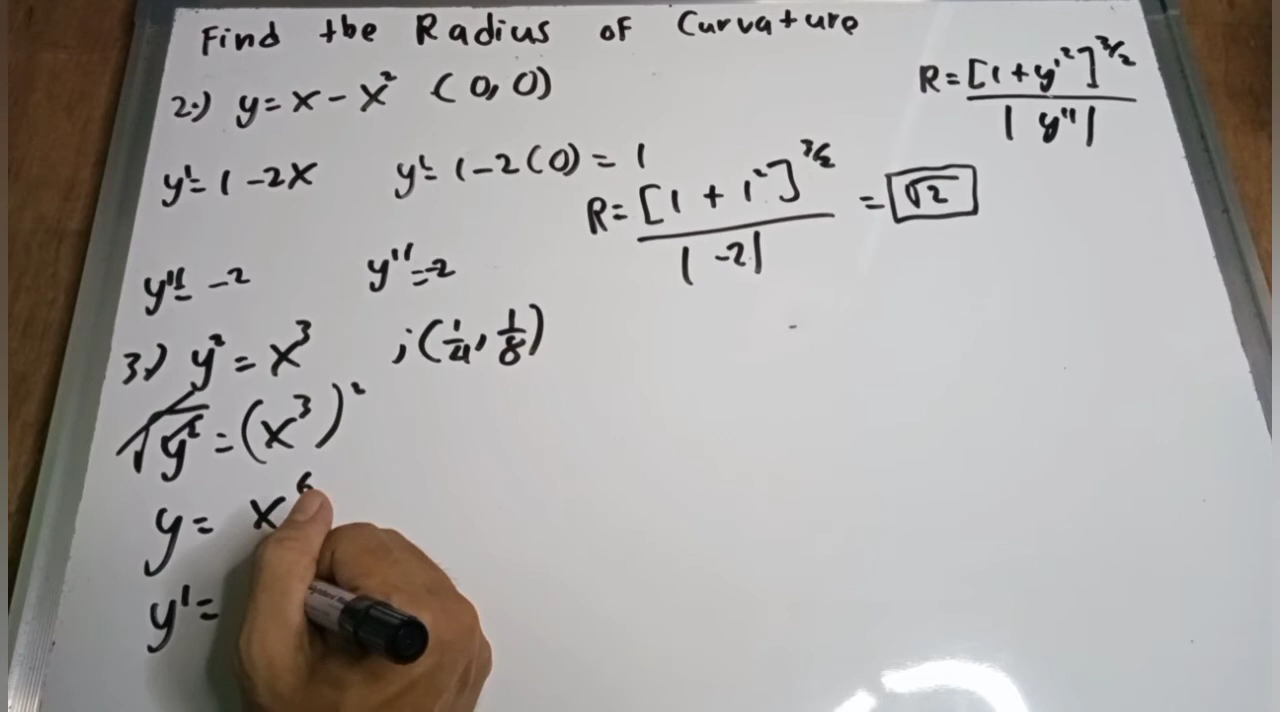 Find the Radius of Curvature
2.) y = x - x² (0, 0)
R = [1 + y'²]^3/2 / |y''|
y' = 1 - 2x
y' = 1 - 2(0) = 1
R = [1 + 1²]^3/2 / |-2| = √2
y'' = -2
y'' = -2
3.) y² = x³ ; (1/4, 1/8)
√y² = (x³)²
y = x⁶
y' =